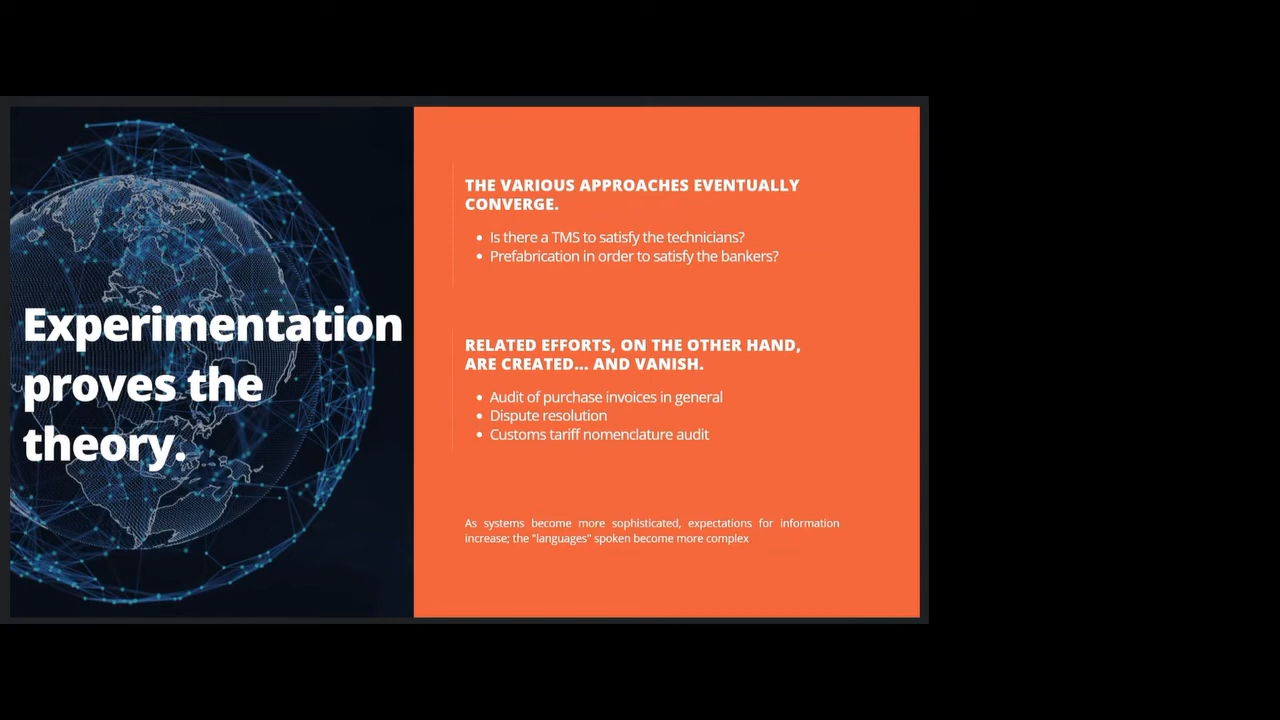 Experimentation
proves the
theory.
THE VARIOUS APPROACHES EVENTUALLY
CONVERGE.
• Is there a TMS to satisfy the technicians?
• Prefabrication in order to satisfy the bankers?
RELATED EFFORTS, ON THE OTHER HAND,
ARE CREATED... AND VANISH.
• Audit of purchase invoices in general
• Dispute resolution
• Customs tariff nomenclature audit
As systems become more sophisticated, expectations for information
increase; the "languages" spoken become more complex